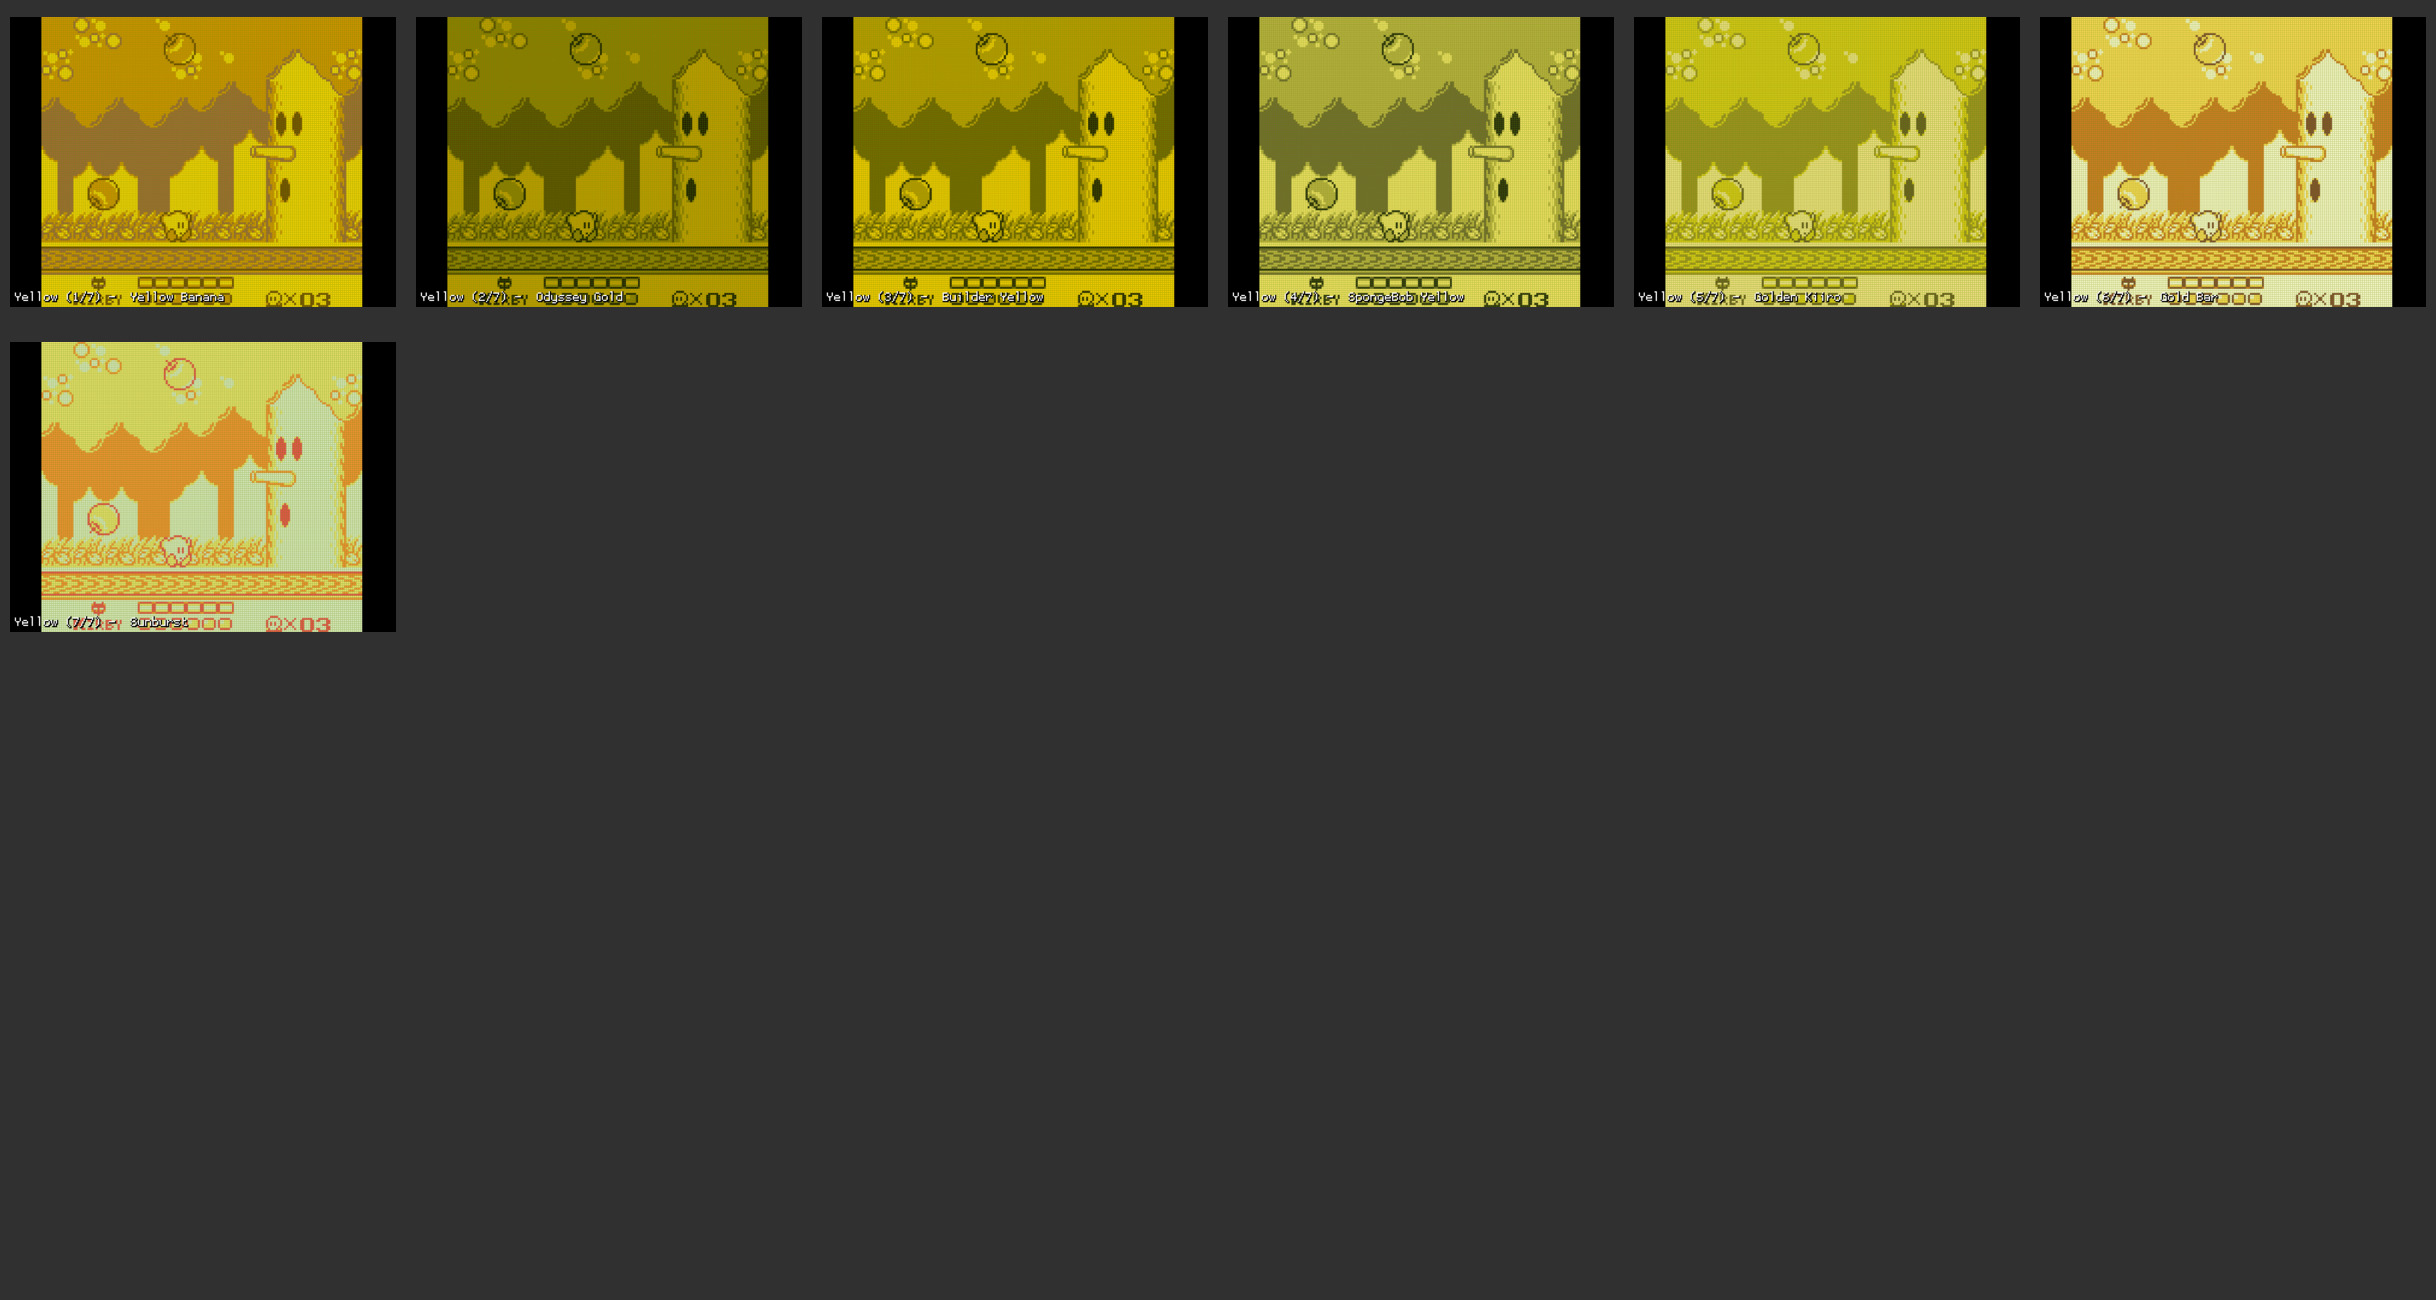 Yellow (1/7) - Yellow Banana
×03
Yellow (2/7) - Odyssey Gold
×03
Yellow (3/7) - Builder Yellow
×03
Yellow (4/7) - SpongeBob Yellow
×03
Yellow (5/7) - Golden Kiiro
×03
Yellow (6/7) - Gold Bar
×03
Yellow (7/7) - Sunburst
×03